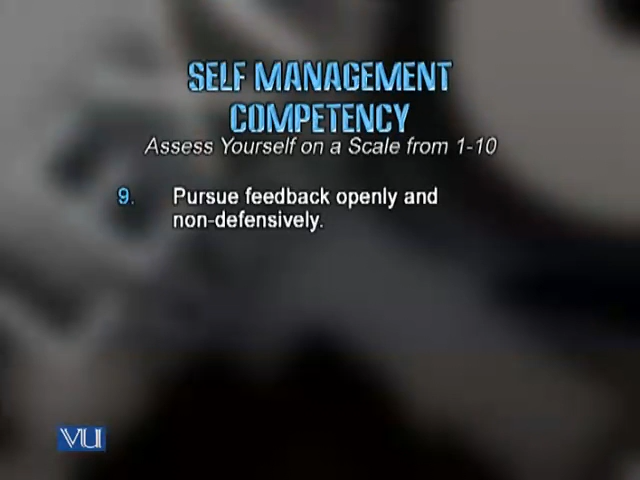 SELF MANAGEMENT
COMPETENCY
Assess Yourself on a Scale from 1-10
9. Pursue feedback openly and
non-defensively.
VU